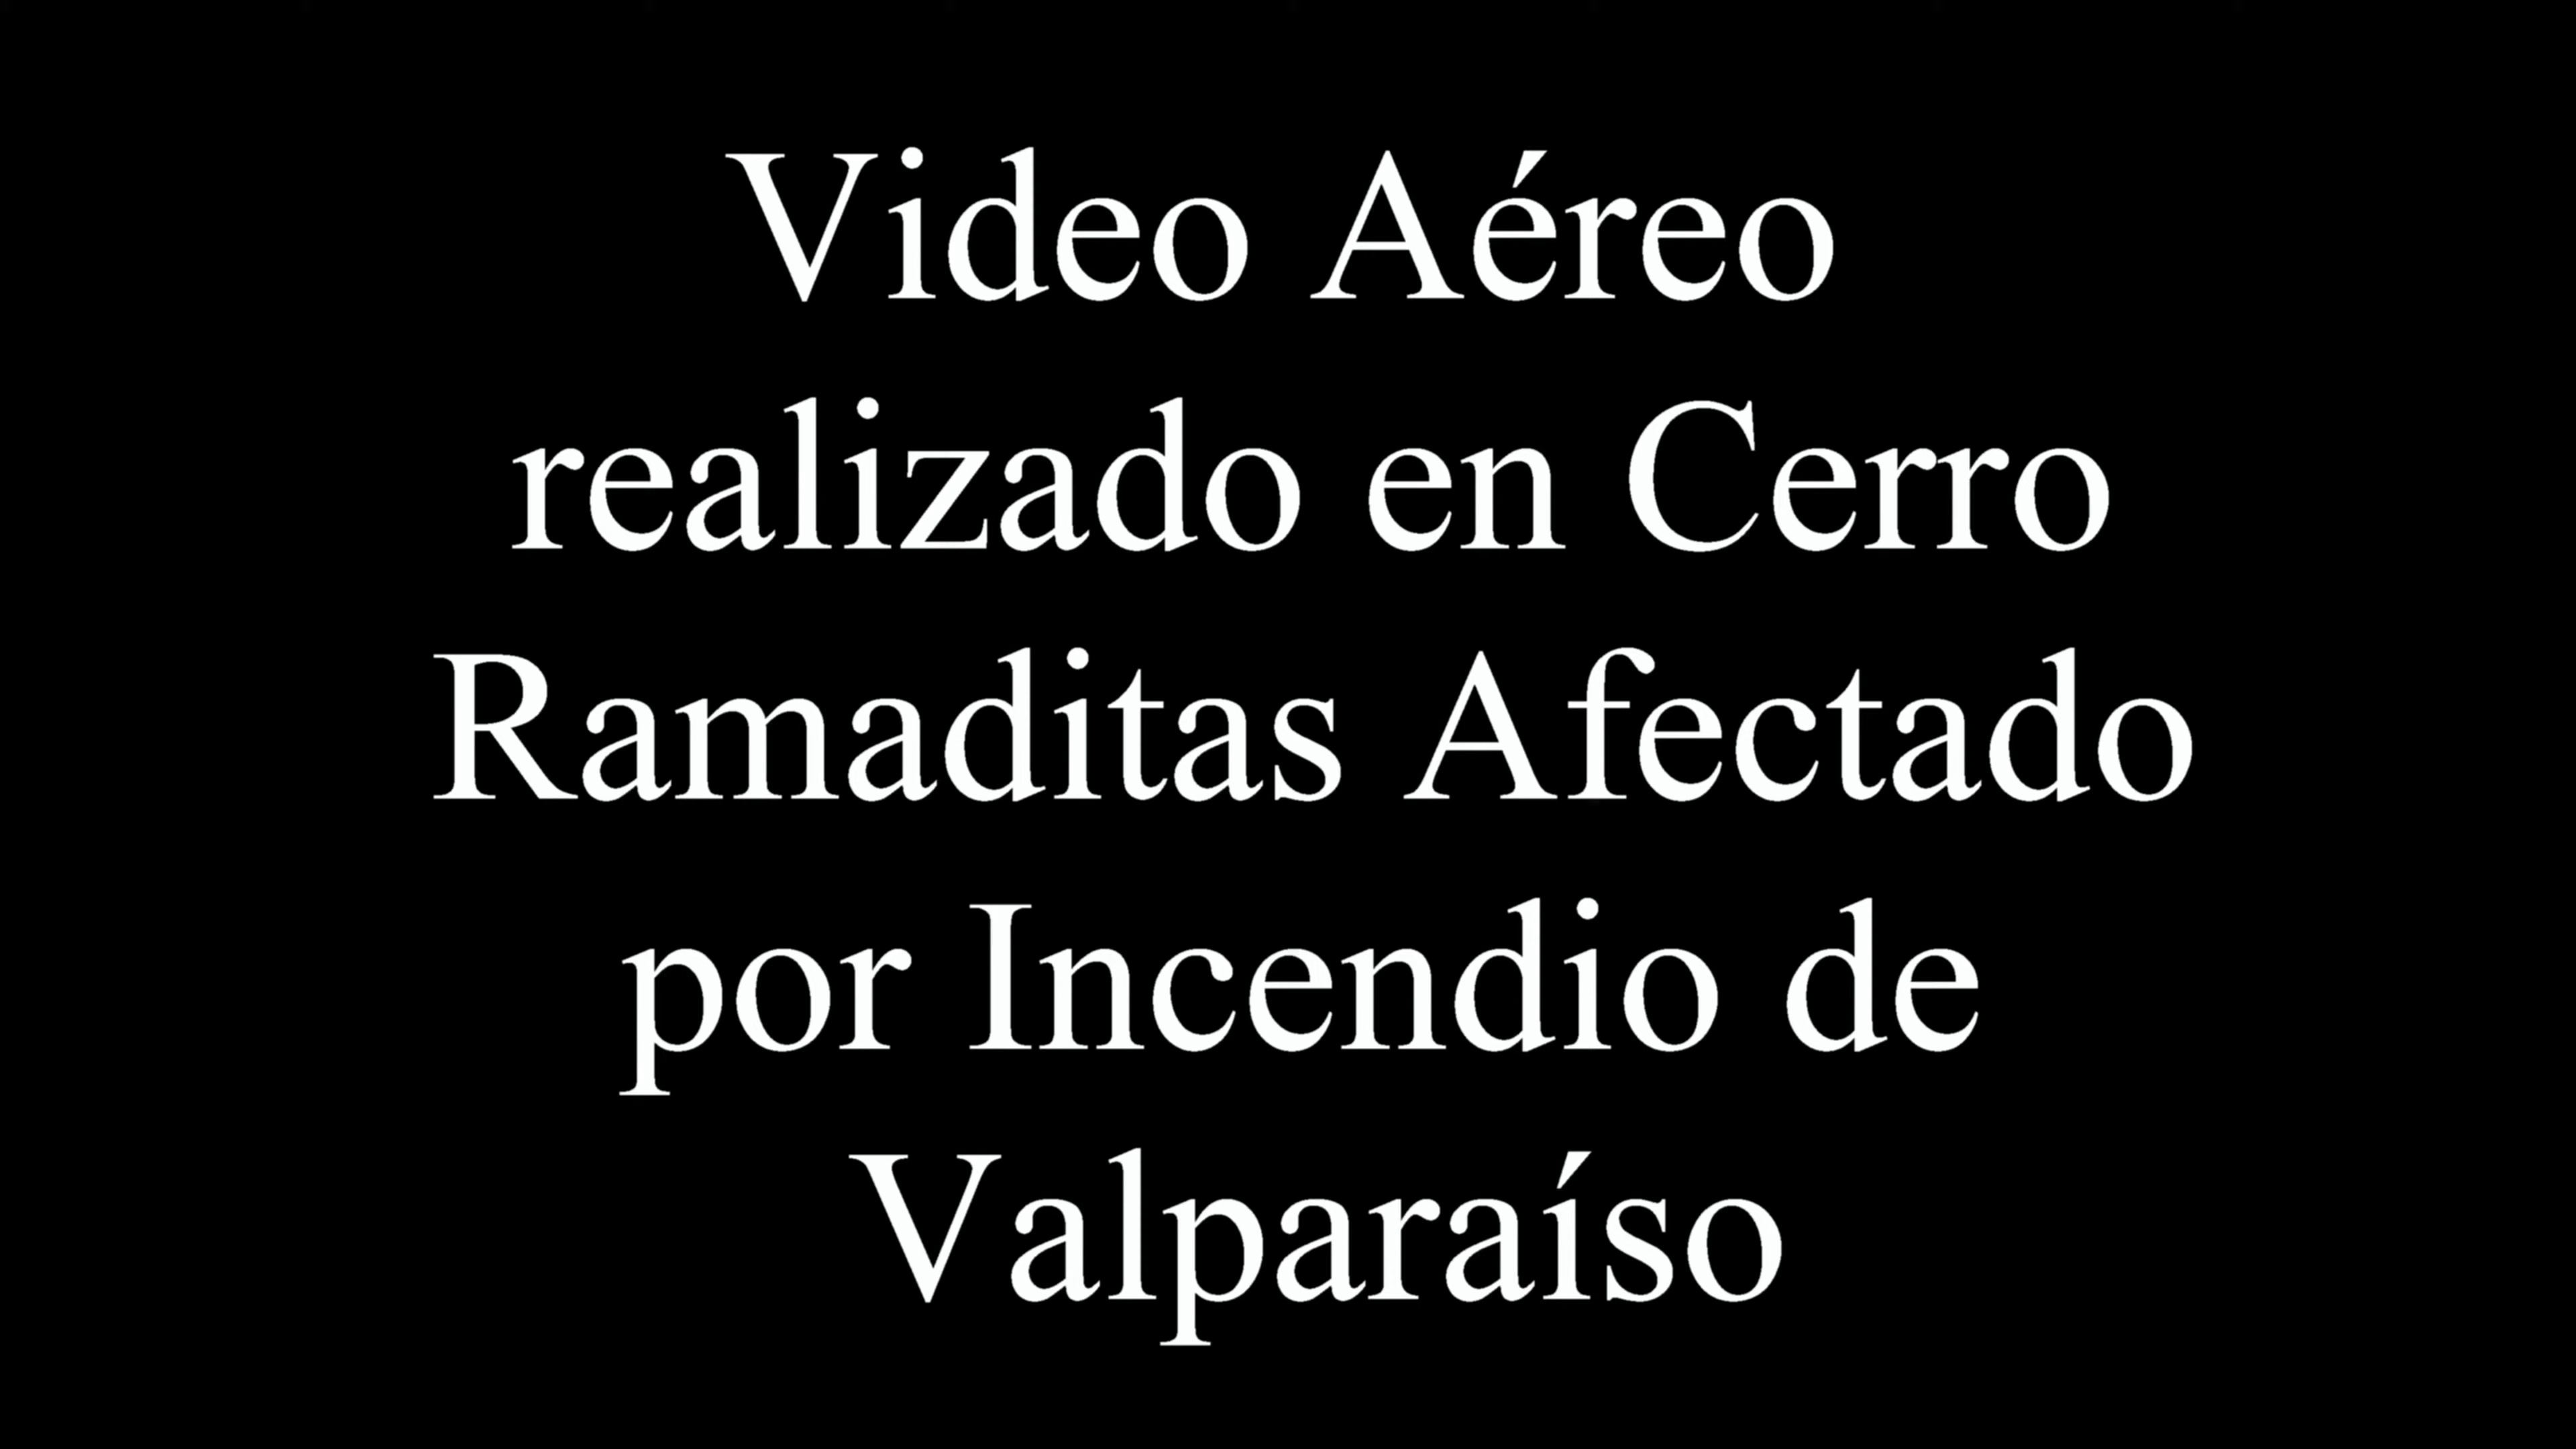 Video Aéreo
realizado en Cerro
Ramaditas Afectado
por Incendio de
Valparaíso